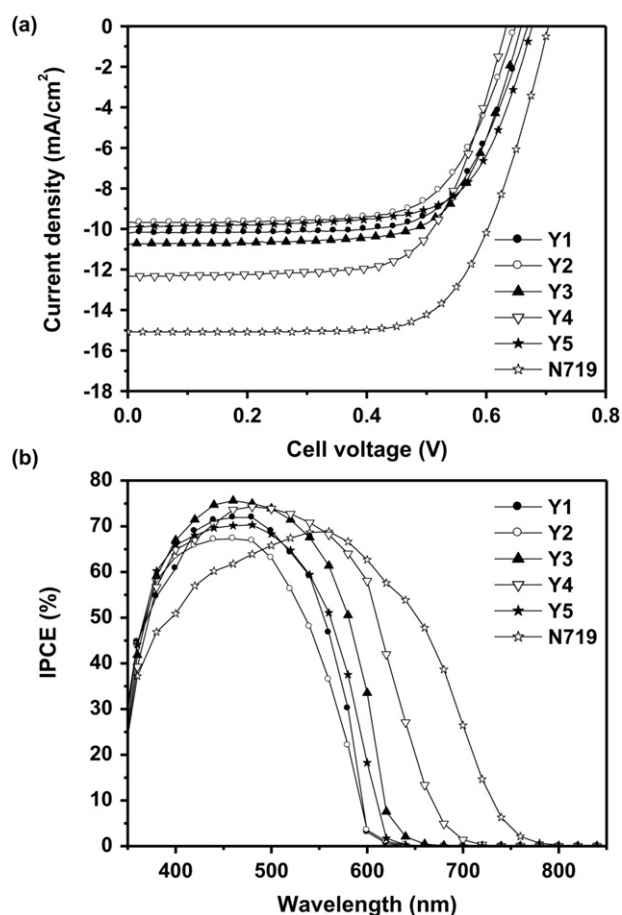 (a)
-0
-2
-4
-6
-8
-10
-12
-14
-16
-18
0.0
0.2
0.4
0.6
0.8
Current density (mA/cm²)
Cell voltage (V)
Y1
Y2
Y3
Y4
Y5
N719
(b)
80
70
60
50
40
30
20
10
0
400
500
600
700
800
IPCE (%)
Wavelength (nm)
Y1
Y2
Y3
Y4
Y5
N719